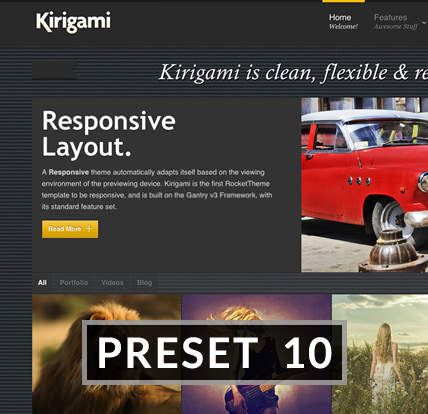 Kirigami
Home
Welcome!
Features
Awesome Stuff
Kirigami is clean, flexible & re
Responsive
Layout.
A Responsive theme automatically adapts itself based on the viewing
environment of the previewing device. Kirigami is the first RocketTheme
template to be responsive, and is built on the Gantry v3 Framework, with
its standard feature set.
Read More +
All Portfolio Videos Blog
PRESET 10